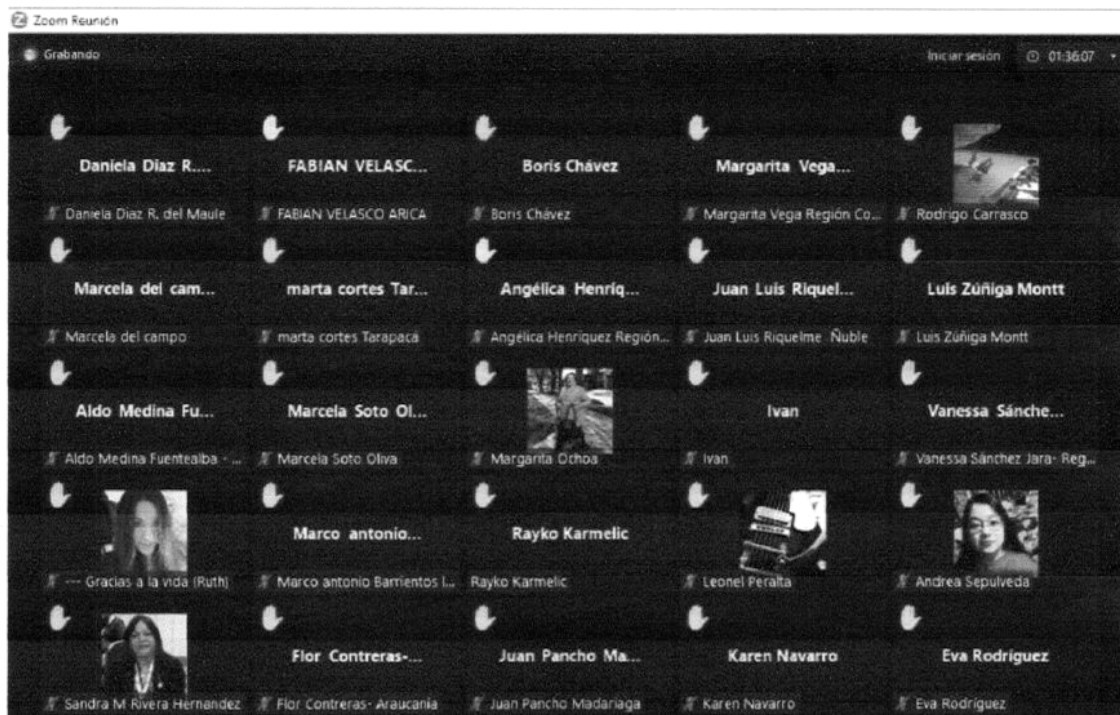 Zoom Reunión
Grabando
Iniciar sesión 01:36:07
Daniela Diaz R.... FABIAN VELASC... Boris Chávez Margarita Vega...
Daniela Diaz R. del Maule FABIAN VELASCO ARICA Boris Chávez Margarita Vega Región Co... Rodrigo Carrasco
Marcela del cam... marta cortes Tar... Angélica Henríq... Juan Luis Riquel... Luis Zúñiga Montt
Marcela del campo marta cortes Tarapacá Angélica Henríquez Región... Juan Luis Riquelme Ñuble Luis Zúñiga Montt
Aldo Medina Fu... Marcela Soto Ol... Ivan Vanessa Sánche...
Aldo Medina Fuentealba - ... Marcela Soto Oliva Margarita Ochoa Ivan Vanessa Sánchez Jara- Reg...
Marco antonio... Rayko Karmelic
--- Gracias a la vida (Ruth) Marco antonio Barrientos I... Rayko Karmelic Leonel Peralta Andrea Sepulveda
Flor Contreras-... Juan Pancho Ma... Karen Navarro Eva Rodríguez
Sandra M Rivera Hernandez Flor Contreras- Araucanía Juan Pancho Madariaga Karen Navarro Eva Rodríguez